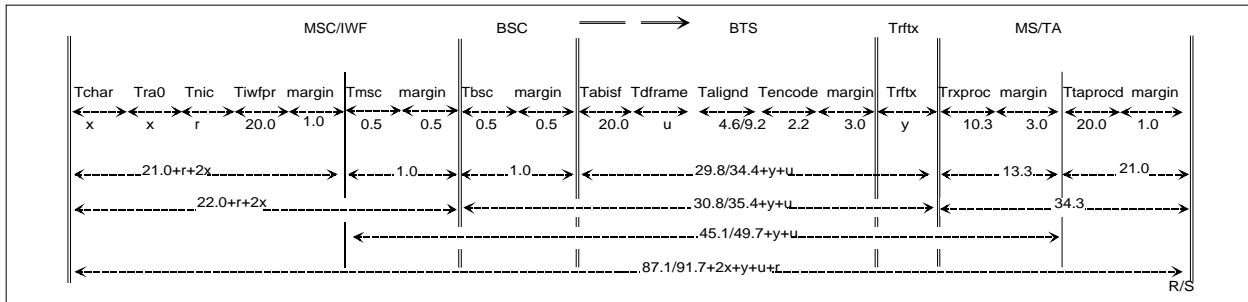 MSC/IWF BSC BTS Trftx MS/TA
Tchar Tra0 Tnic Tiwfpr margin Tmsc margin Tbsc margin Tabisf Tdframe Talignd Tencode margin Trftx Trxproc margin Ttaprocd margin
x x r 20.0 1.0 0.5 0.5 0.5 0.5 20.0 u 4.6/9.2 2.2 3.0 y 10.3 3.0 20.0 1.0
21.0+r+2x 1.0 1.0 29.8/34.4+y+u 13.3 21.0
22.0+r+2x 30.8/35.4+y+u 34.3
45.1/49.7+y+u
87.1/91.7+2x+y+u+r
R/S